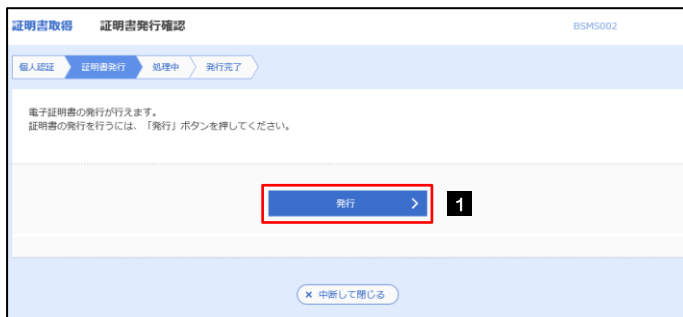 証明書取得 証明書発行確認 BSMS002
個人認証 証明書発行 処理中 発行完了
電子証明書の発行が行えます。
証明書の発行を行うには、「発行」ボタンを押してください。
発行 1
× 中断して閉じる